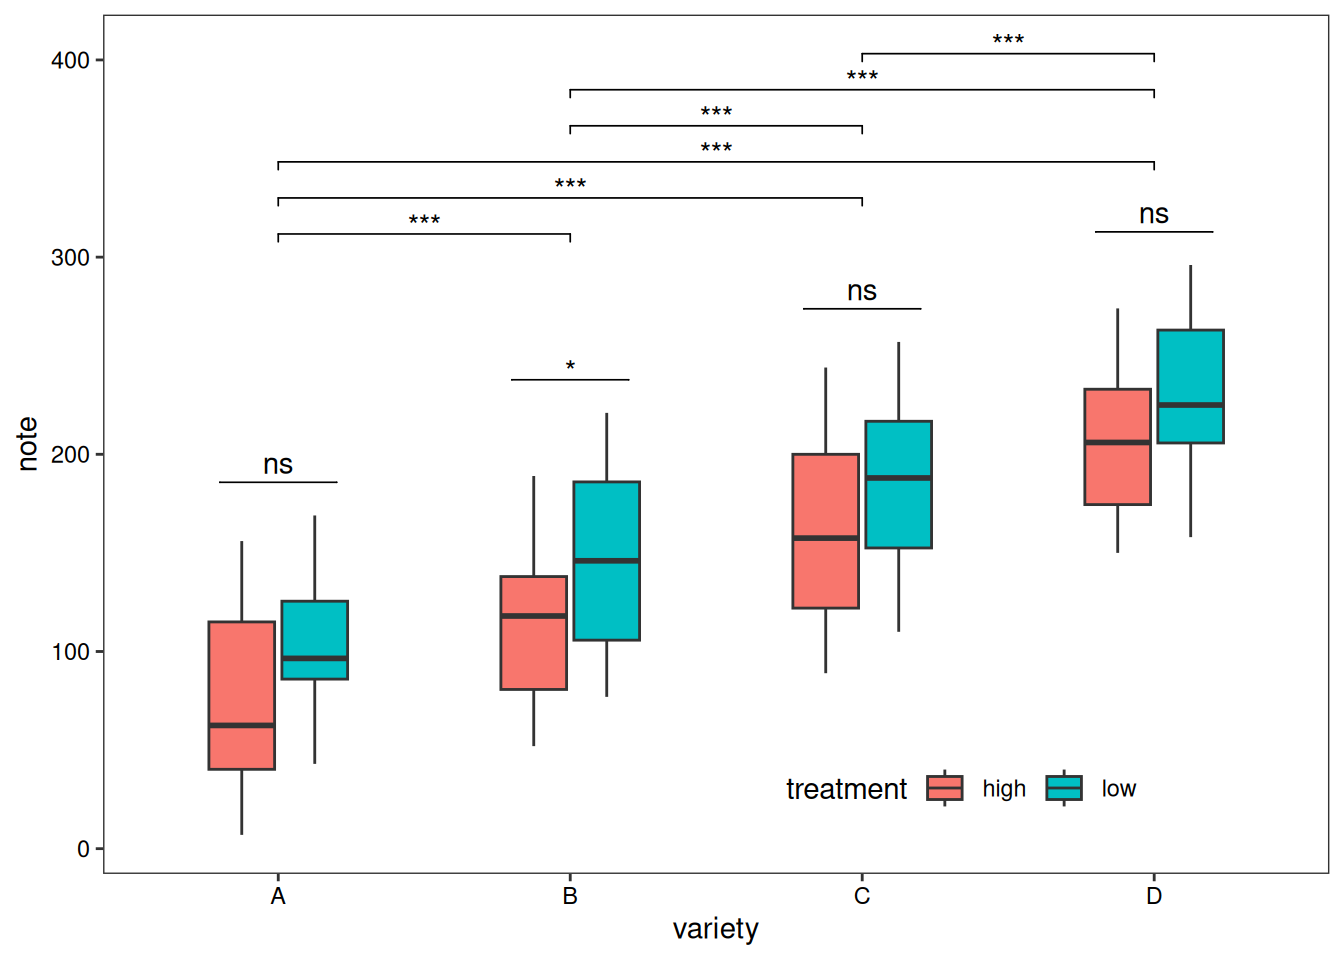 400
***
***
***
***
***
***
ns
300
ns
*
note
200
ns
100
treatment high low
0
A B C D
variety